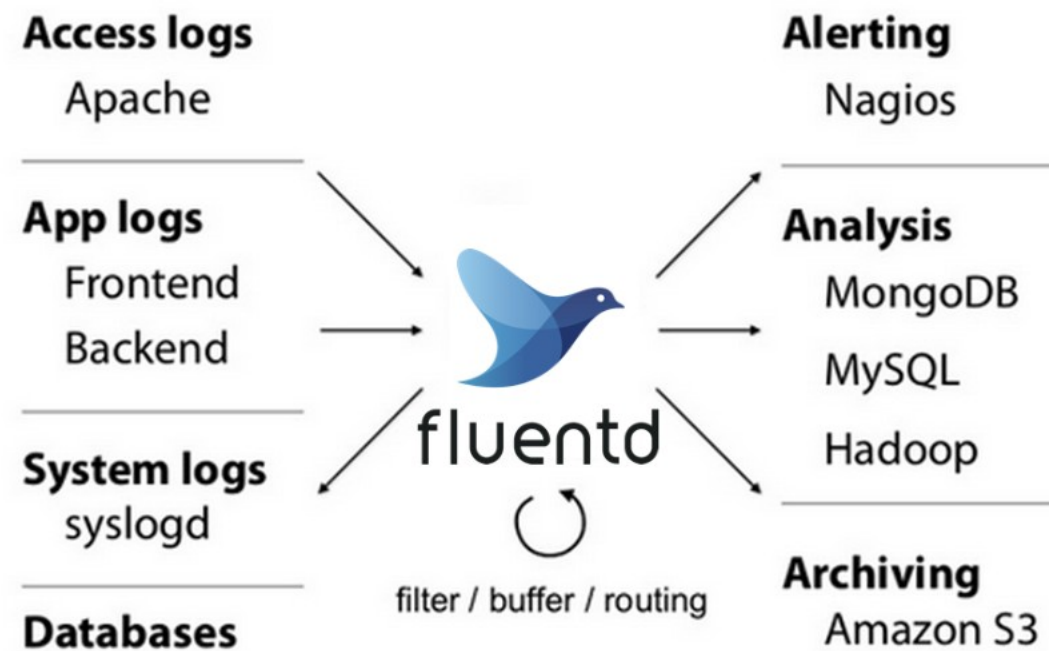 Access logs
Apache
App logs
Frontend
Backend
System logs
syslogd
Databases
fluentd
filter / buffer / routing
Alerting
Nagios
Analysis
MongoDB
MySQL
Hadoop
Archiving
Amazon S3